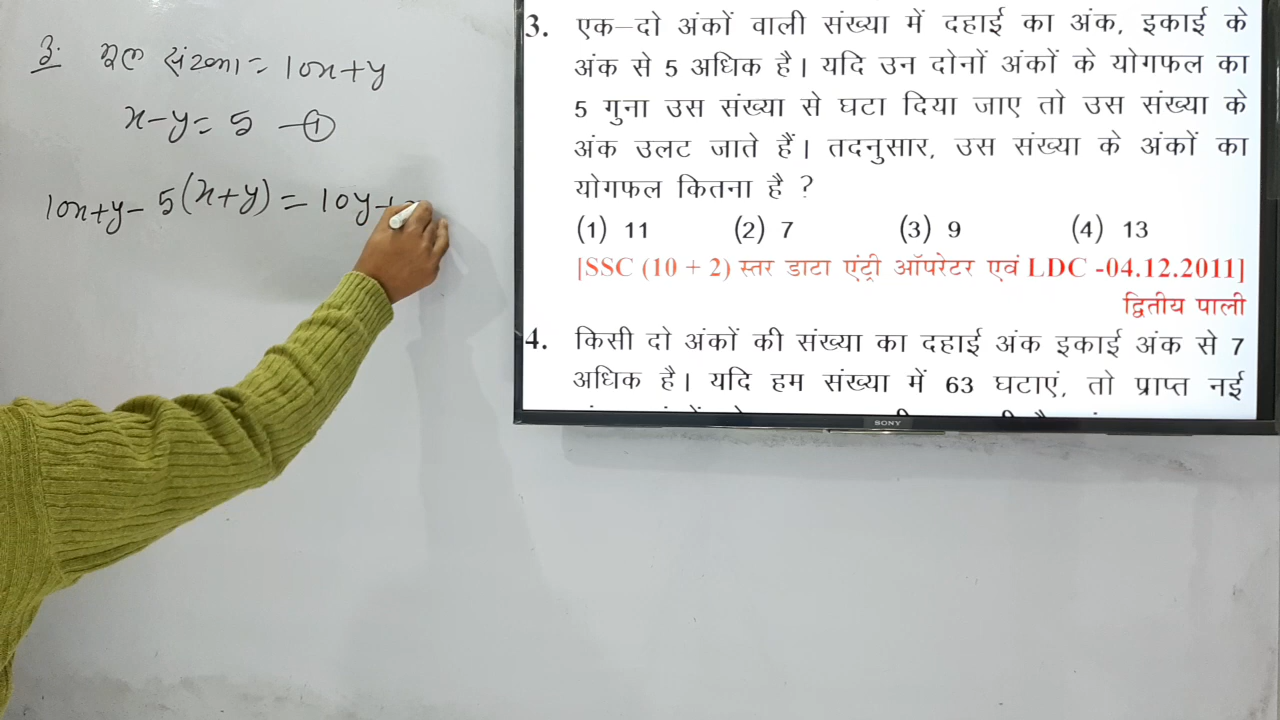 3. मूल संख्या = 10x+y
x-y = 5 —①
10x+y- 5(x+y) = 10y+
3. एक–दो अंकों वाली संख्या में दहाई का अंक, इकाई के
अंक से 5 अधिक है। यदि उन दोनों अंकों के योगफल का
5 गुना उस संख्या से घटा दिया जाए तो उस संख्या के
अंक उलट जाते हैं। तदनुसार, उस संख्या के अंकों का
योगफल कितना है ?
(1) 11 (2) 7 (3) 9 (4) 13
[SSC (10 + 2) स्तर डाटा एंट्री ऑपरेटर एवं LDC -04.12.2011]
द्वितीय पाली
4. किसी दो अंकों की संख्या का दहाई अंक इकाई अंक से 7
अधिक है। यदि हम संख्या में 63 घटाएं, तो प्राप्त नई
SONY